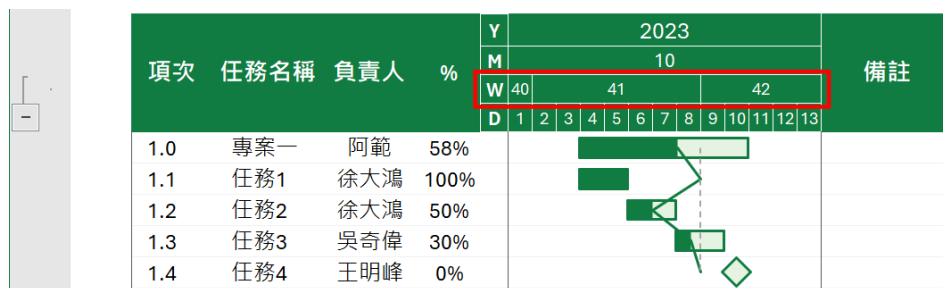 Y 2023
項次 任務名稱 負責人 % M 10 備註
W 40 41 42
D 1 2 3 4 5 6 7 8 9 10 11 12 13
1.0 專案一 阿範 58%
1.1 任務1 徐大鴻 100%
1.2 任務2 徐大鴻 50%
1.3 任務3 吳奇偉 30%
1.4 任務4 王明峰 0%